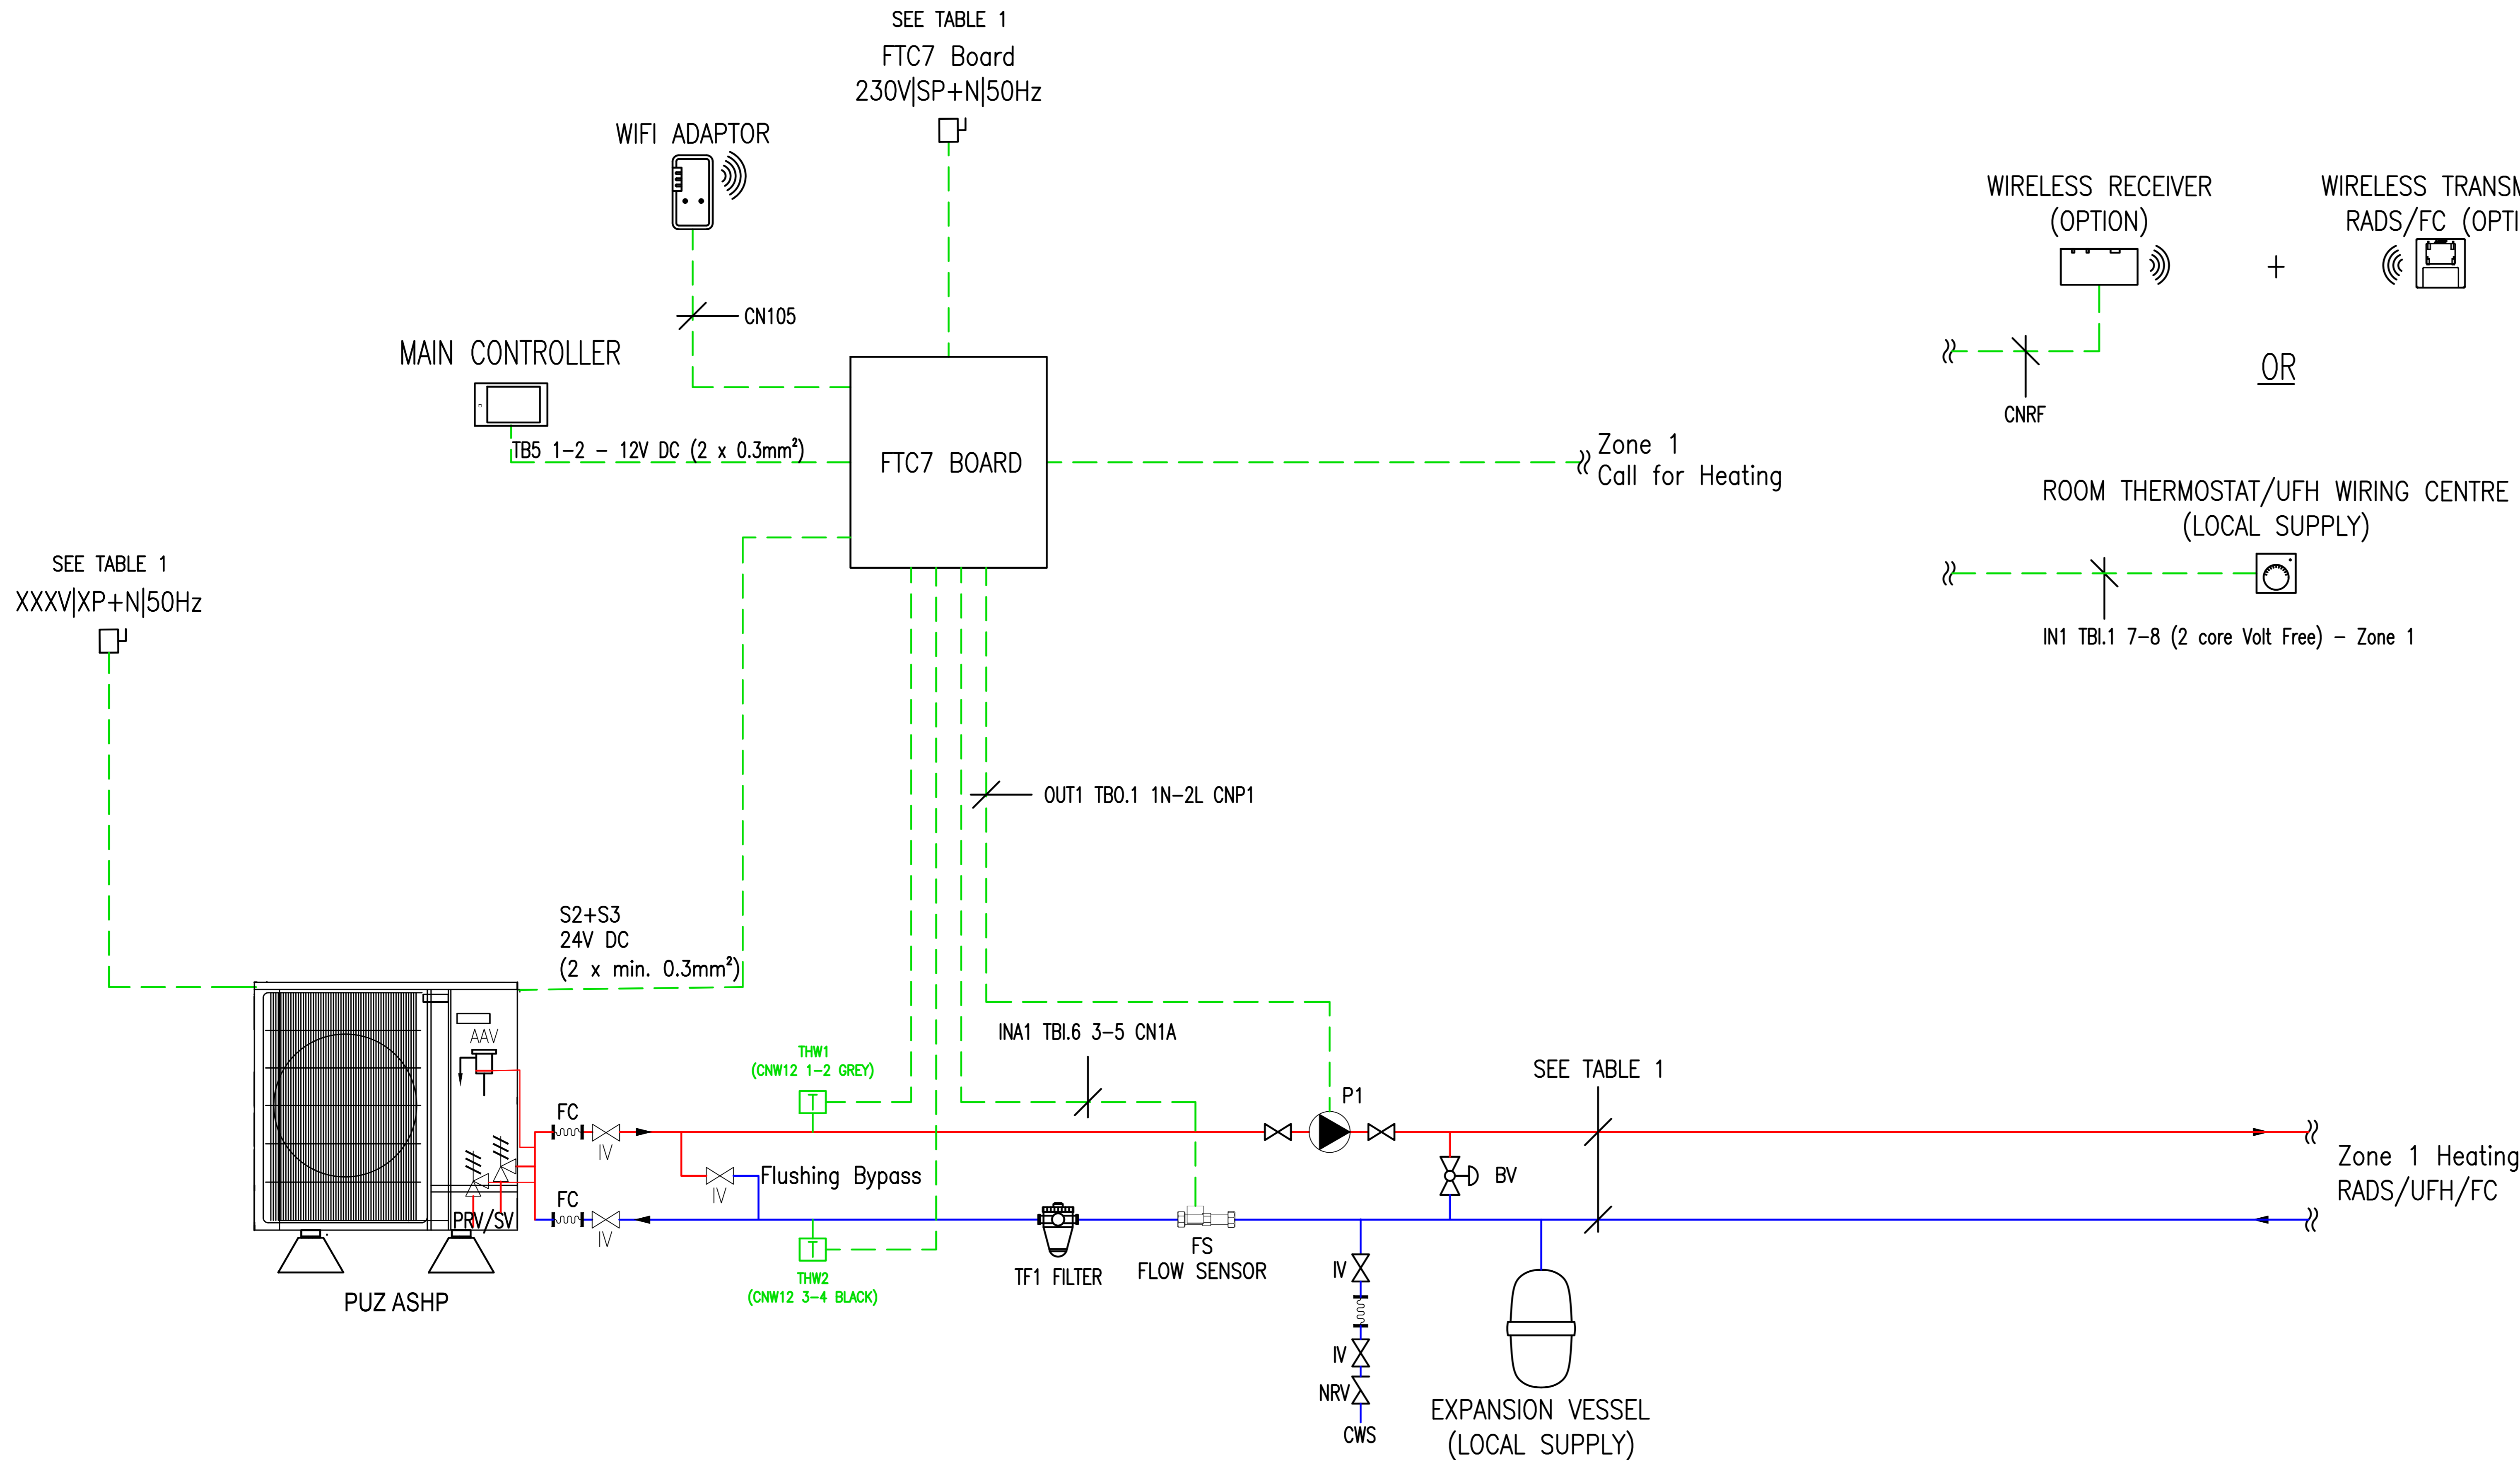 SEE TABLE 1
FTC7 Board
230V|SP+N|50Hz
WIFI ADAPTOR
CN105
MAIN CONTROLLER
TB5 1-2 - 12V DC (2 x 0.3mm²)
FTC7 BOARD
Zone 1
Call for Heating
WIRELESS RECEIVER
(OPTION)
+
WIRELESS TRANSM
RADS/FC (OPTI
CNRF
OR
ROOM THERMOSTAT/UFH WIRING CENTRE
(LOCAL SUPPLY)
IN1 TBI.1 7-8 (2 core Volt Free) - Zone 1
SEE TABLE 1
XXXV|XP+N|50Hz
OUT1 TBO.1 1N-2L CNP1
S2+S3
24V DC
(2 x min. 0.3mm²)
INA1 TBI.6 3-5 CN1A
AAV
THW1
(CNW12 1-2 GREY)
T
FC
IV
P1
SEE TABLE 1
Flushing Bypass
IV
BV
Zone 1 Heating
RADS/UFH/FC
FC
PRV/SV
IV
T
THW2
(CNW12 3-4 BLACK)
TF1 FILTER
FS
FLOW SENSOR
IV
IV
NRV
CWS
PUZ ASHP
EXPANSION VESSEL
(LOCAL SUPPLY)